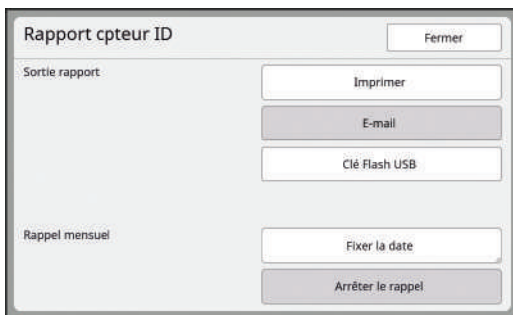 Rapport cpteur ID
Fermer
Sortie rapport
Imprimer
E-mail
Clé Flash USB
Rappel mensuel
Fixer la date
Arrêter le rappel